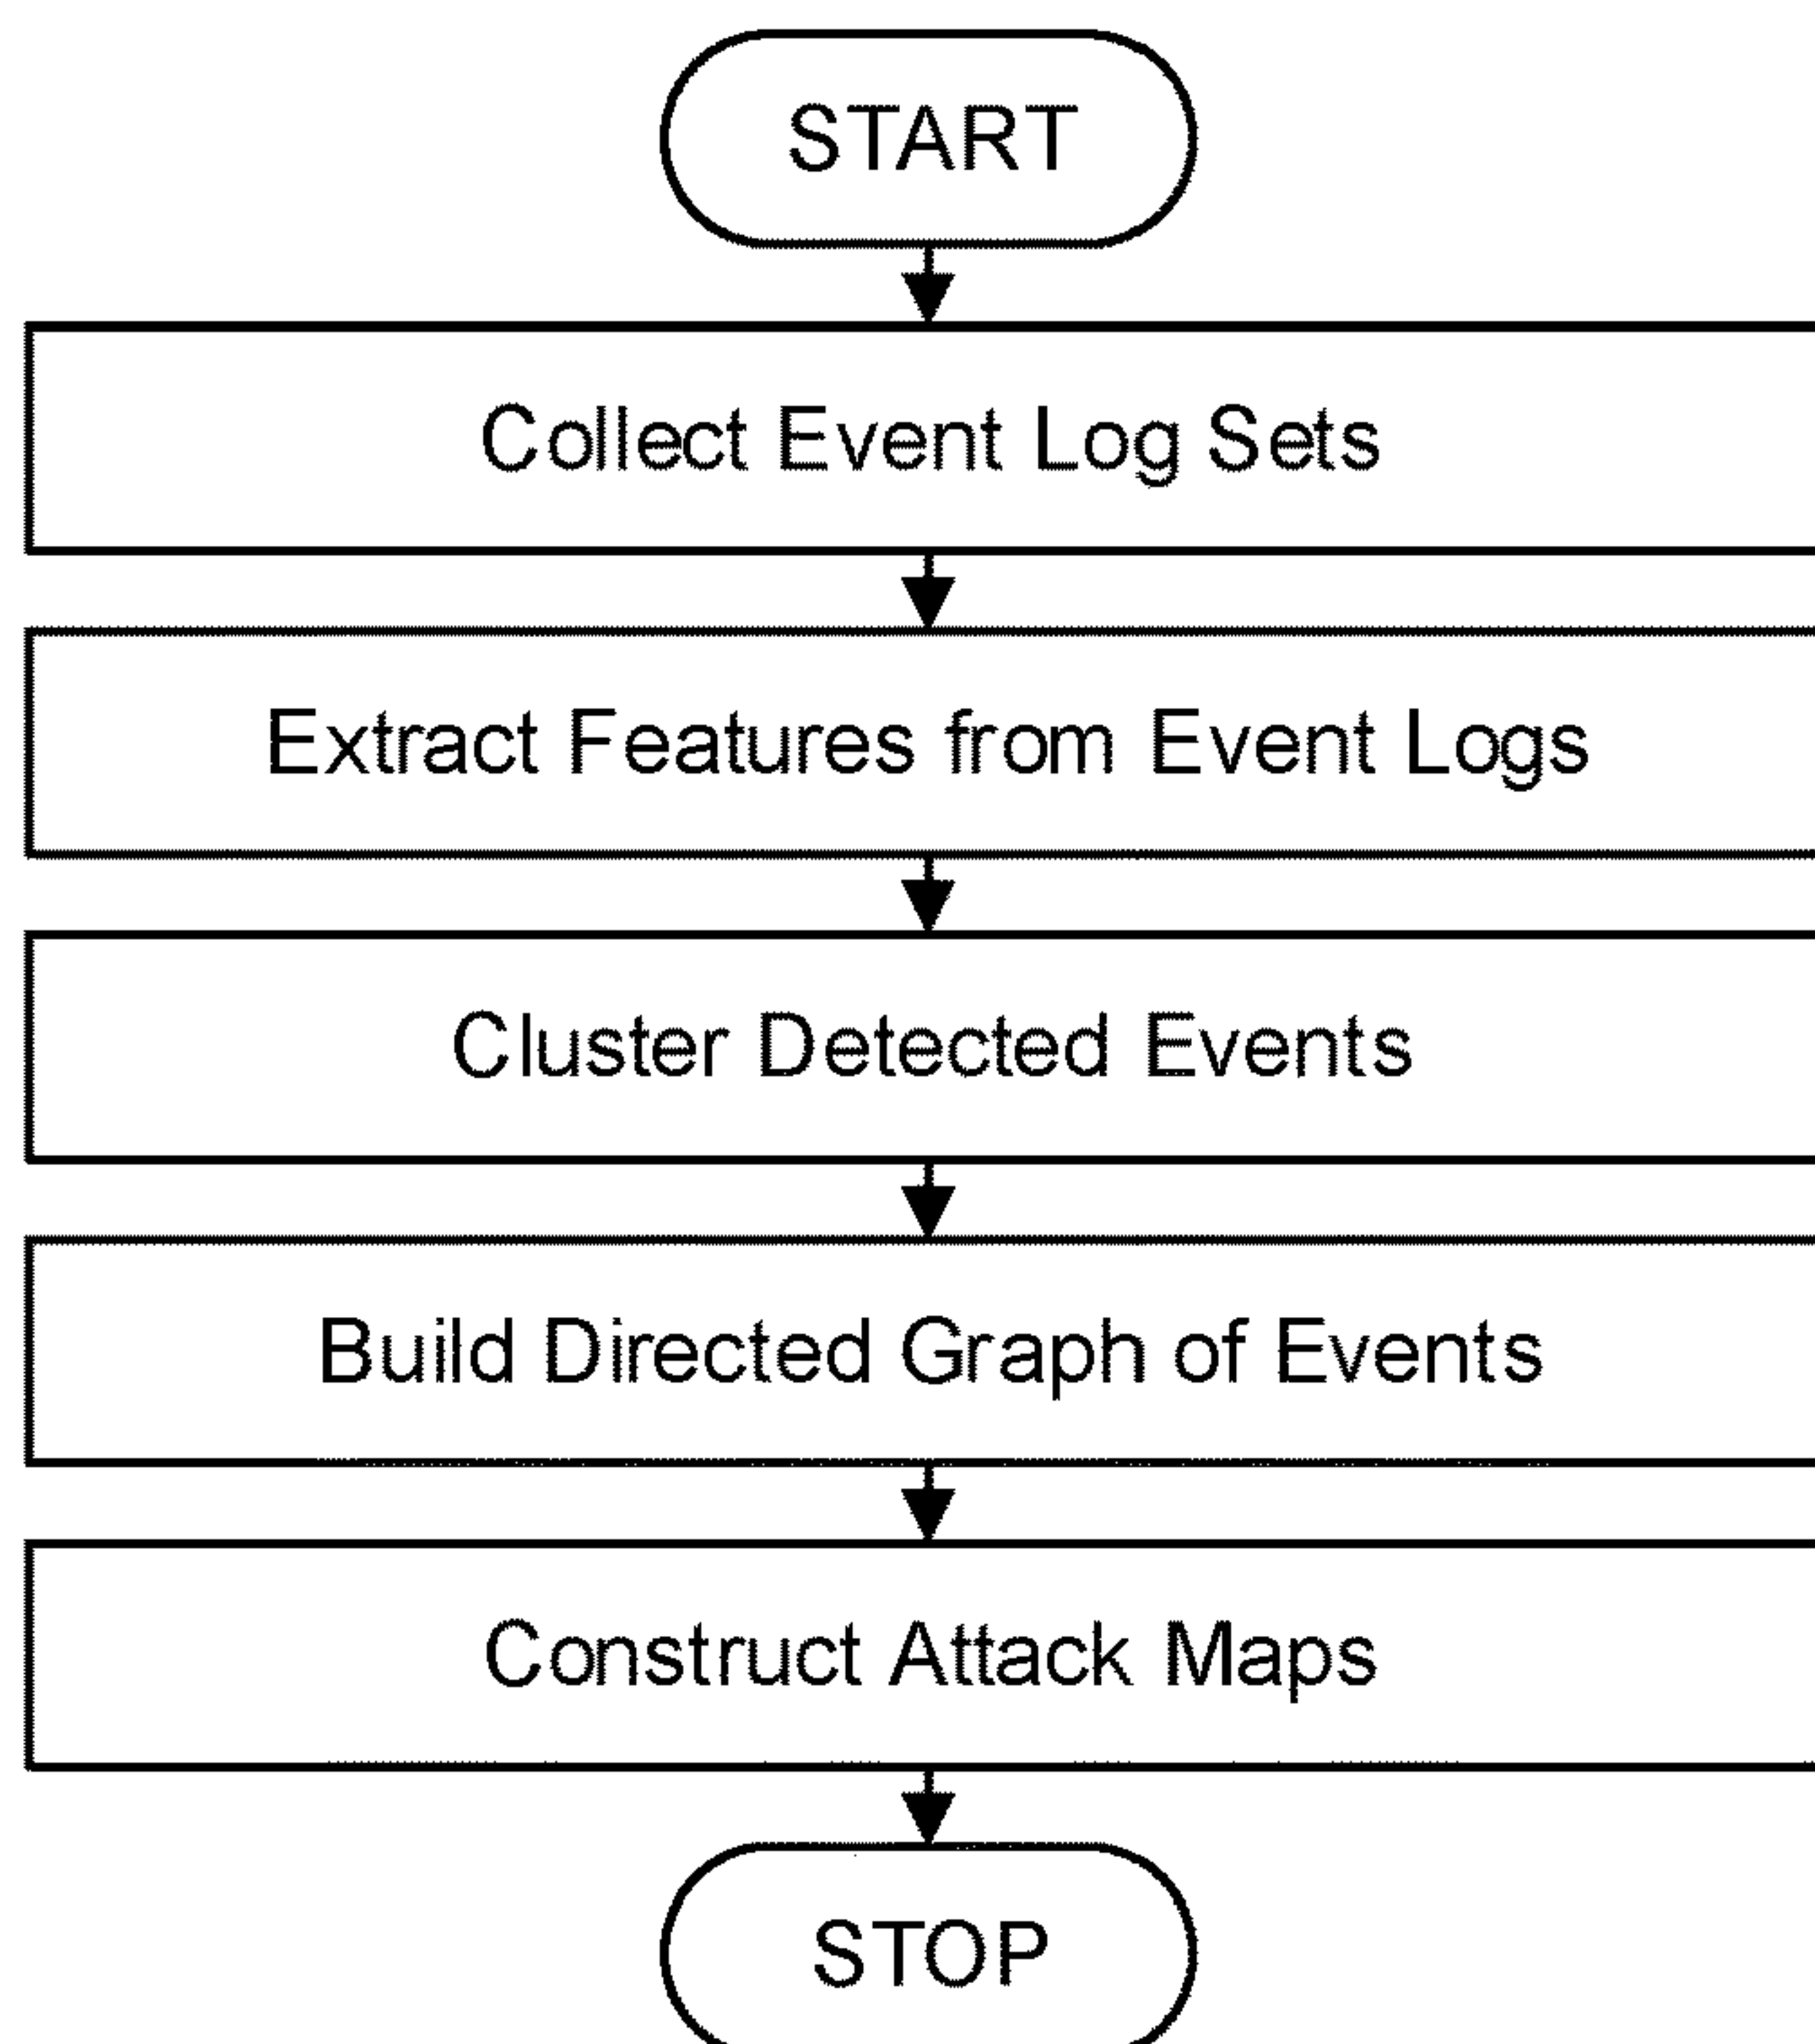 START
Collect Event Log Sets
Extract Features from Event Logs
Cluster Detected Events
Build Directed Graph of Events
Construct Attack Maps
STOP